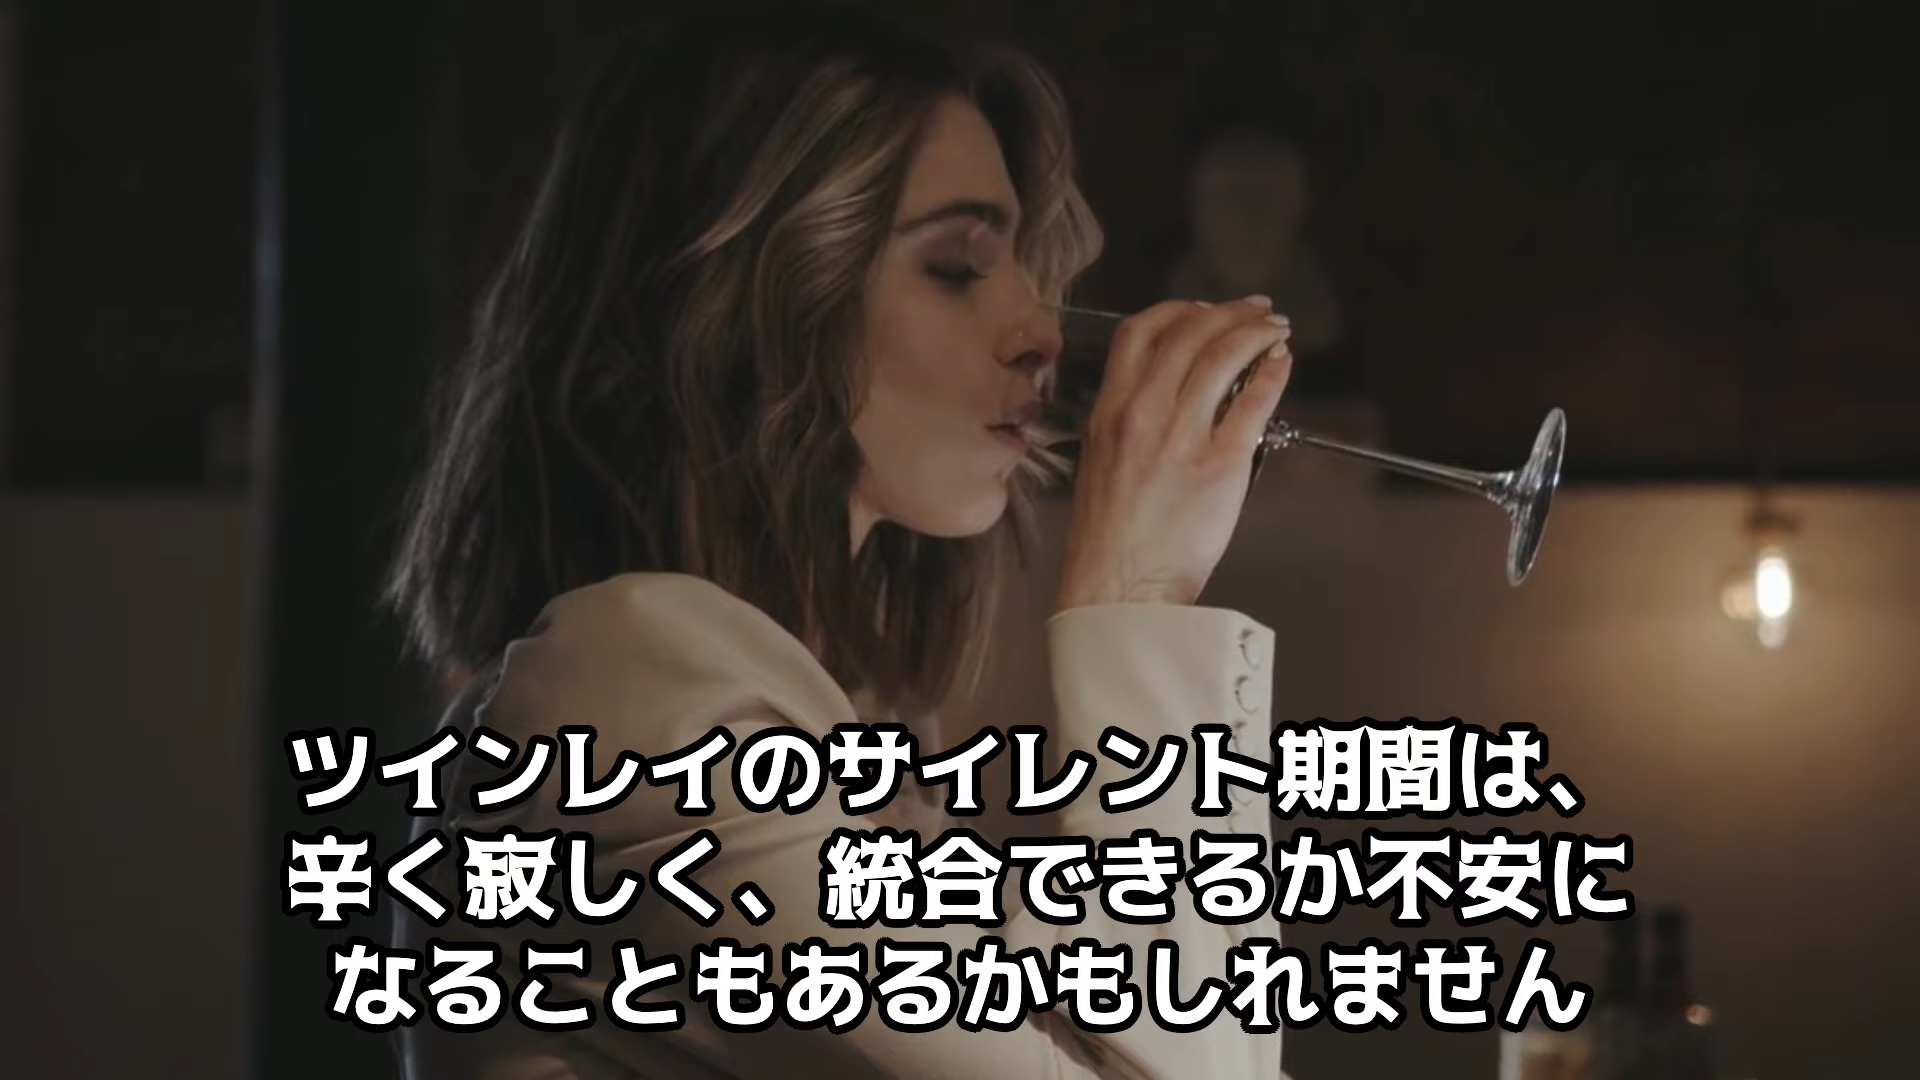 ツインレイのサイレント期間は、
辛く寂しく、統合できるか不安に
なることもあるかもしれません